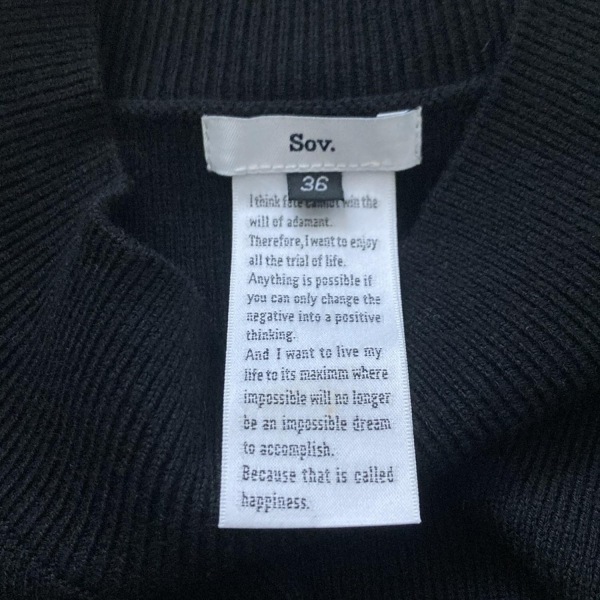 Sov.
36
I think fate cannot win the
will of adamant.
Therefore, I want to enjoy
all the trial of life.
Anything is possible if
you can only change the
negative into a positive
thinking.
And I want to live my
life to its maximm where
impossible will no longer
be an impossible dream
to accomplish.
Because that is called
happiness.